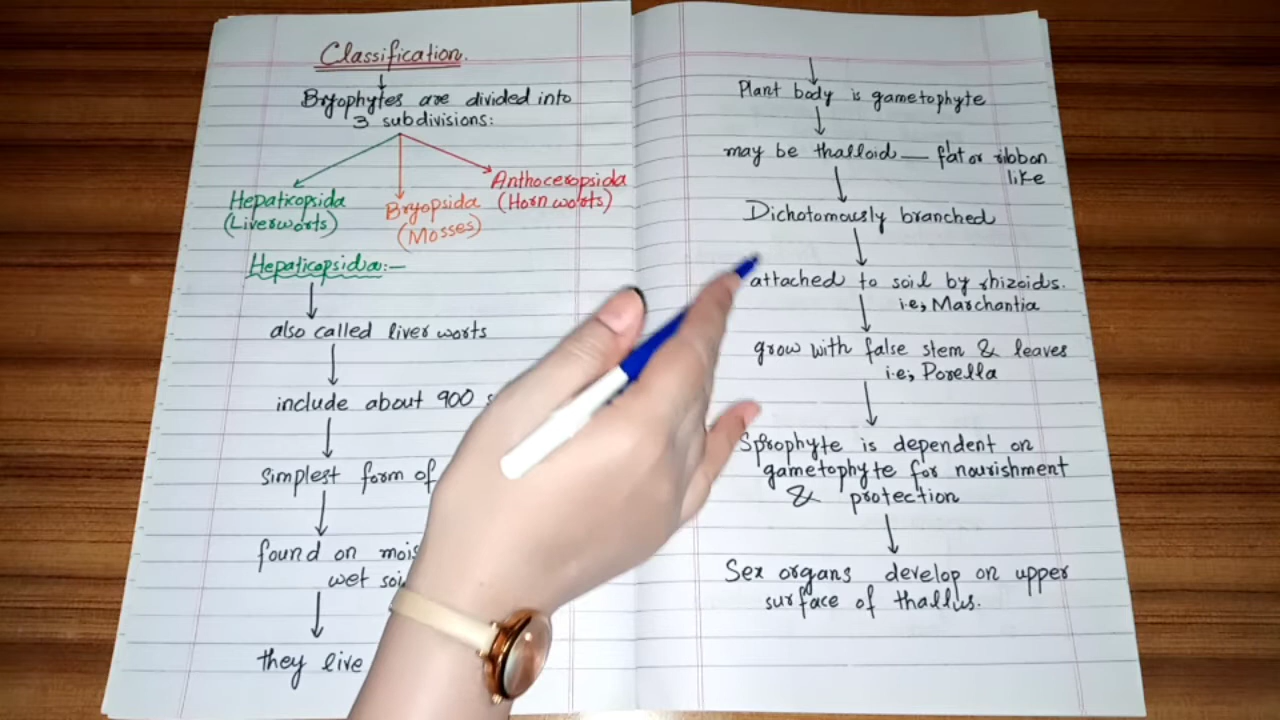 Classification.
Bryophytes are divided into
3 subdivisions:
Hepaticopsida
(Liverworts)
Bryopsida
(Mosses)
Anthoceropsida
(Horn worts)
Hepaticopsida:-
also called liver worts
include about 900
simplest form of
found on
wet
they live
Plant body is gametophyte
may be thalloid — flat or ribbon
like
Dichotomously branched
attached to soil by rhizoids.
i.e; Marchantia
grow with false stem & leaves
i.e; Porella
Sprophyte is dependent on
gametophyte for nourishment
& protection
Sex organs develop on upper
surface of thallus.